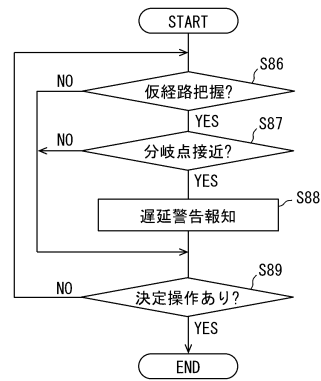 START
S86
仮経路把握?
NO
YES
S87
分岐点接近?
NO
YES
S88
遅延警告報知
S89
決定操作あり?
NO
YES
END